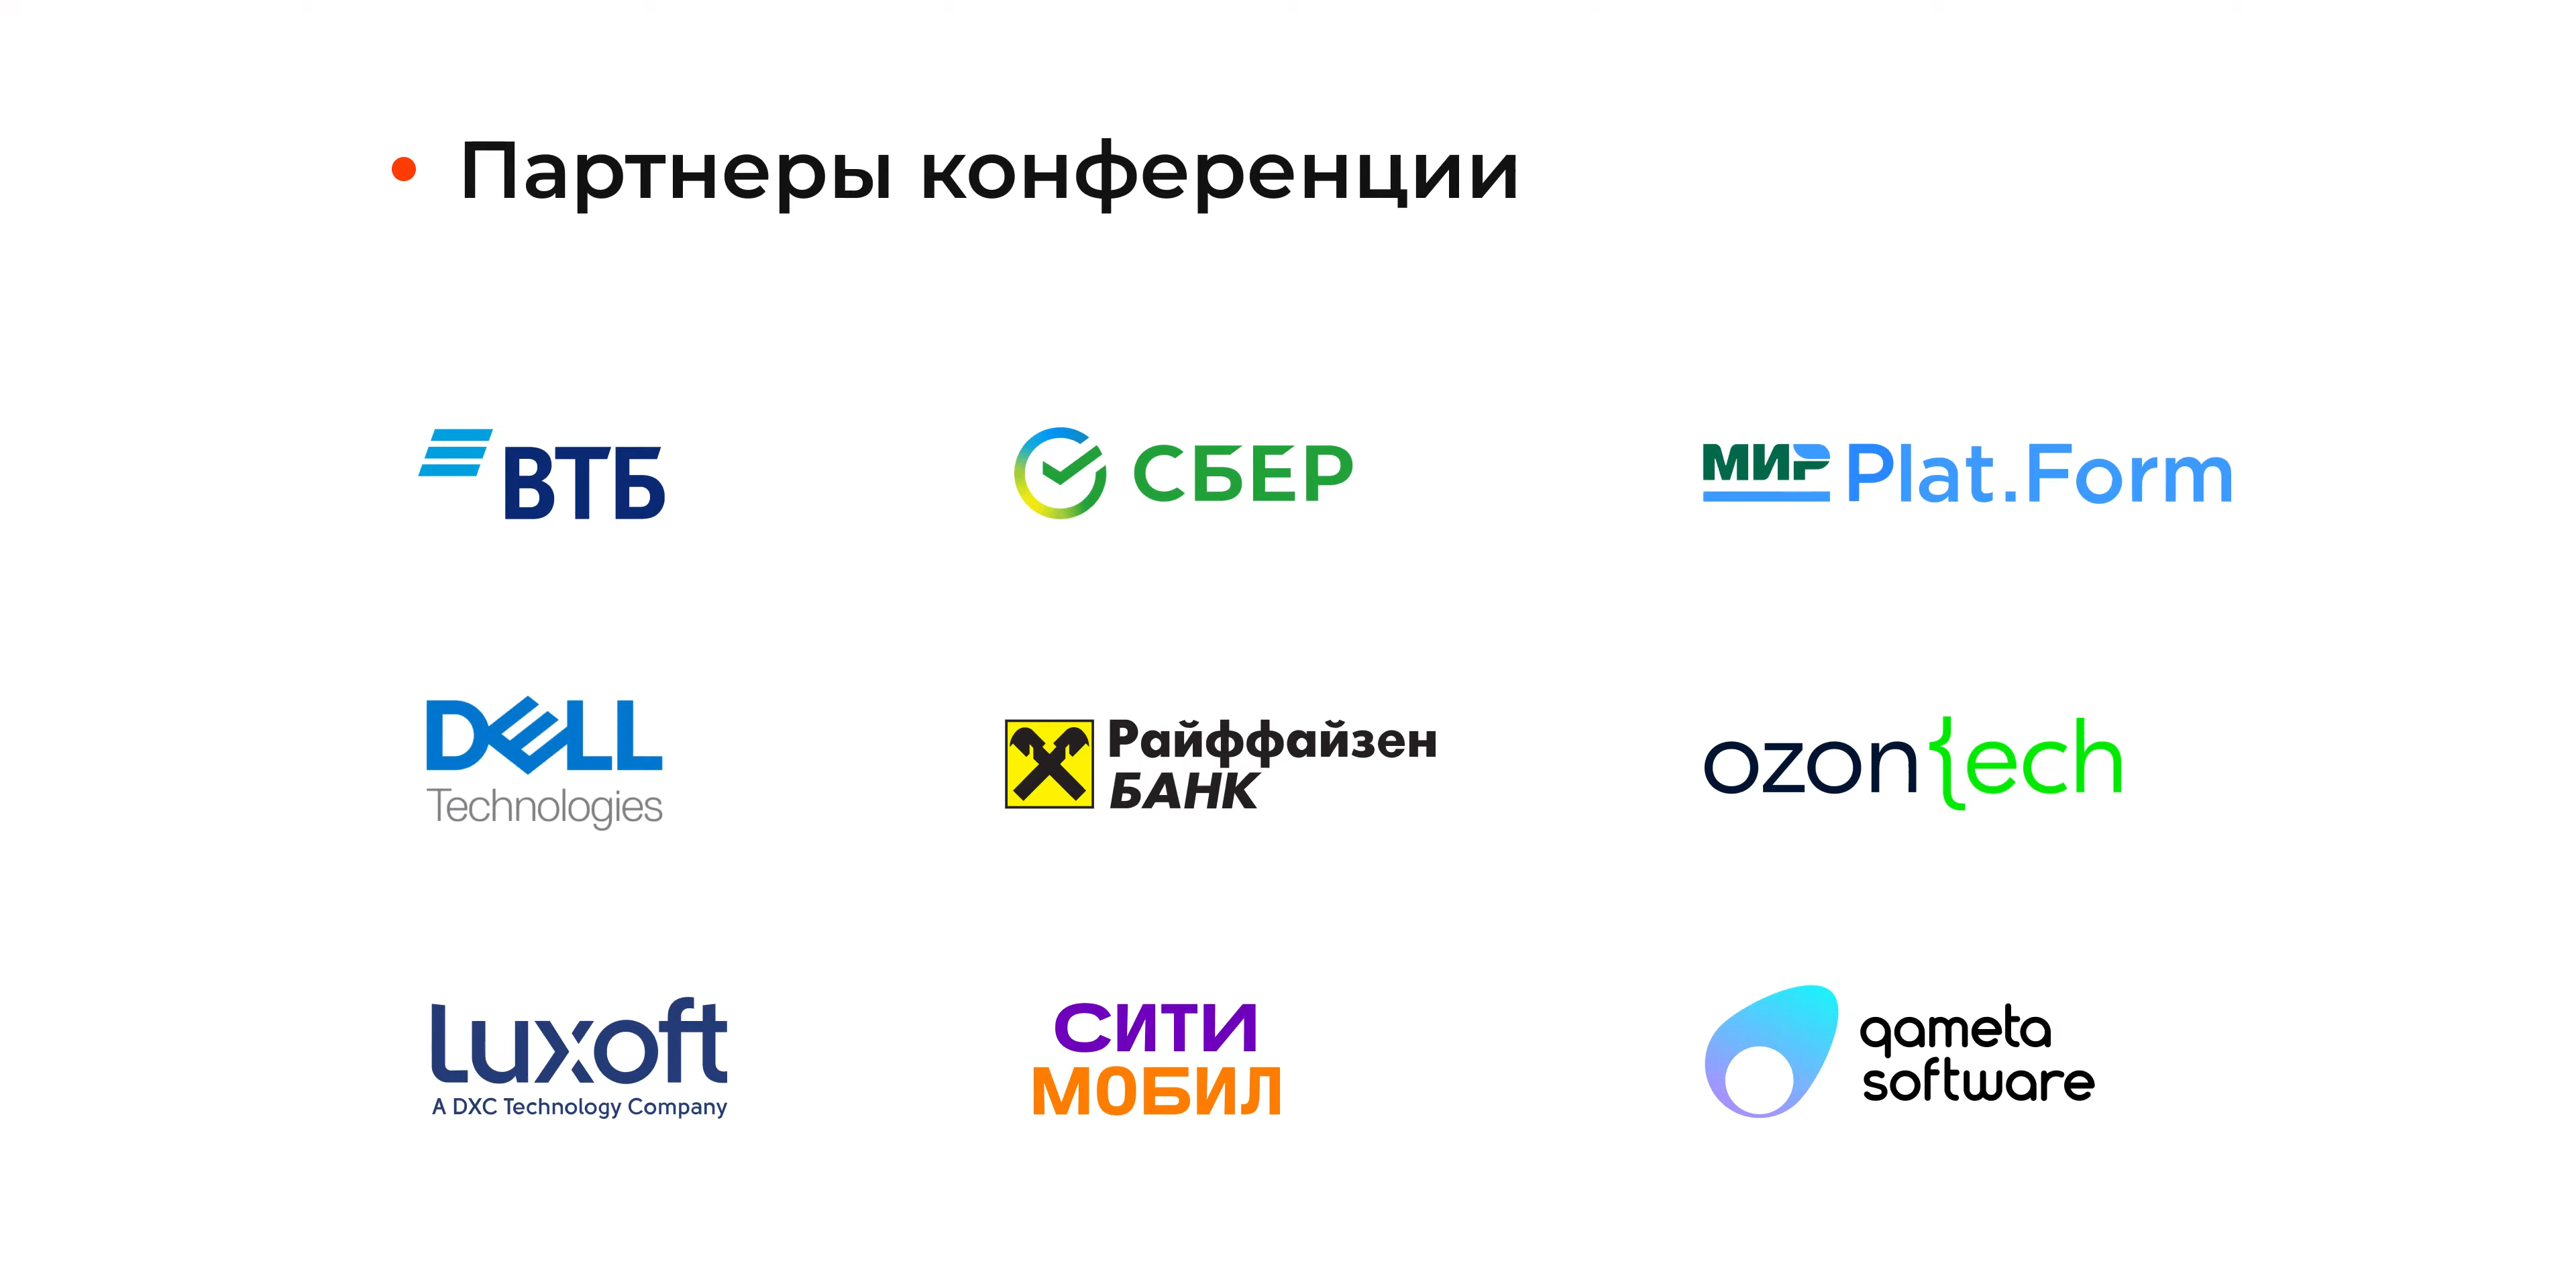 • Партнеры конференции
ВТБ
СБЕР
МИР Plat.Form
DELL
Technologies
Райффайзен
БАНК
ozon{ech
luxoft
A DXC Technology Company
СИТИ
МОБИЛ
qameta
software